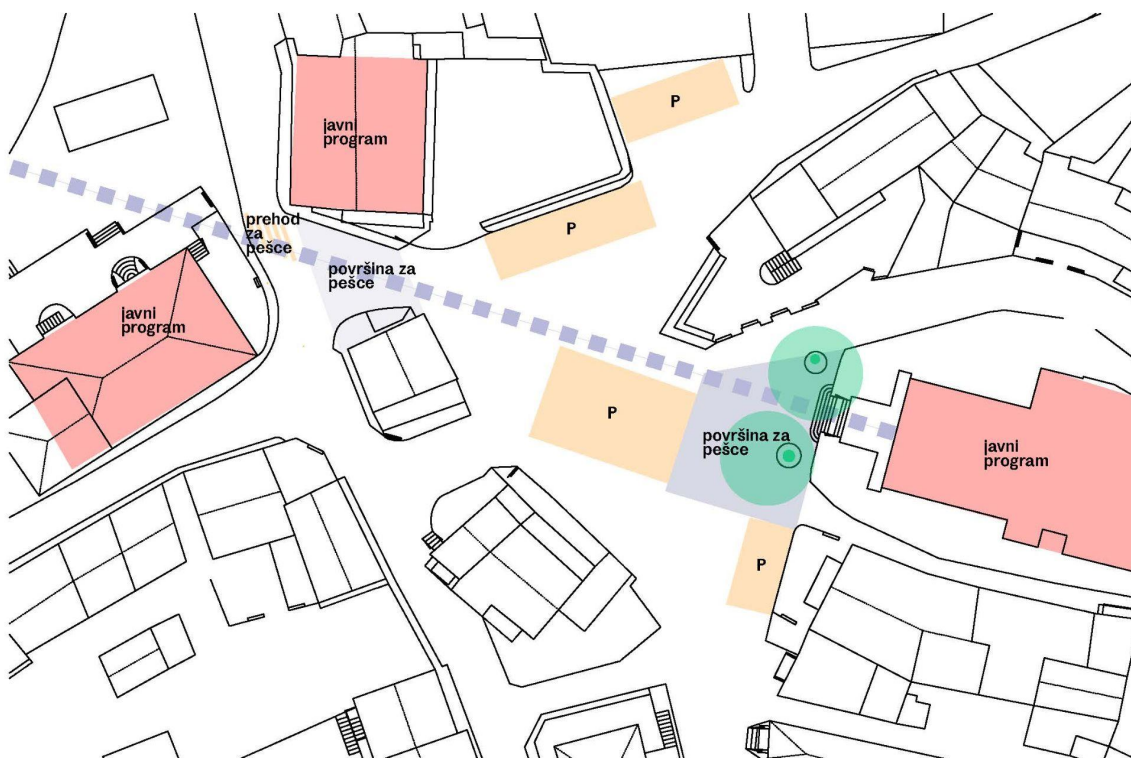 P
javni
program
P
prehod
za
pešce
površina za
pešce
javni
program
P
površina za
pešce
javni
program
P